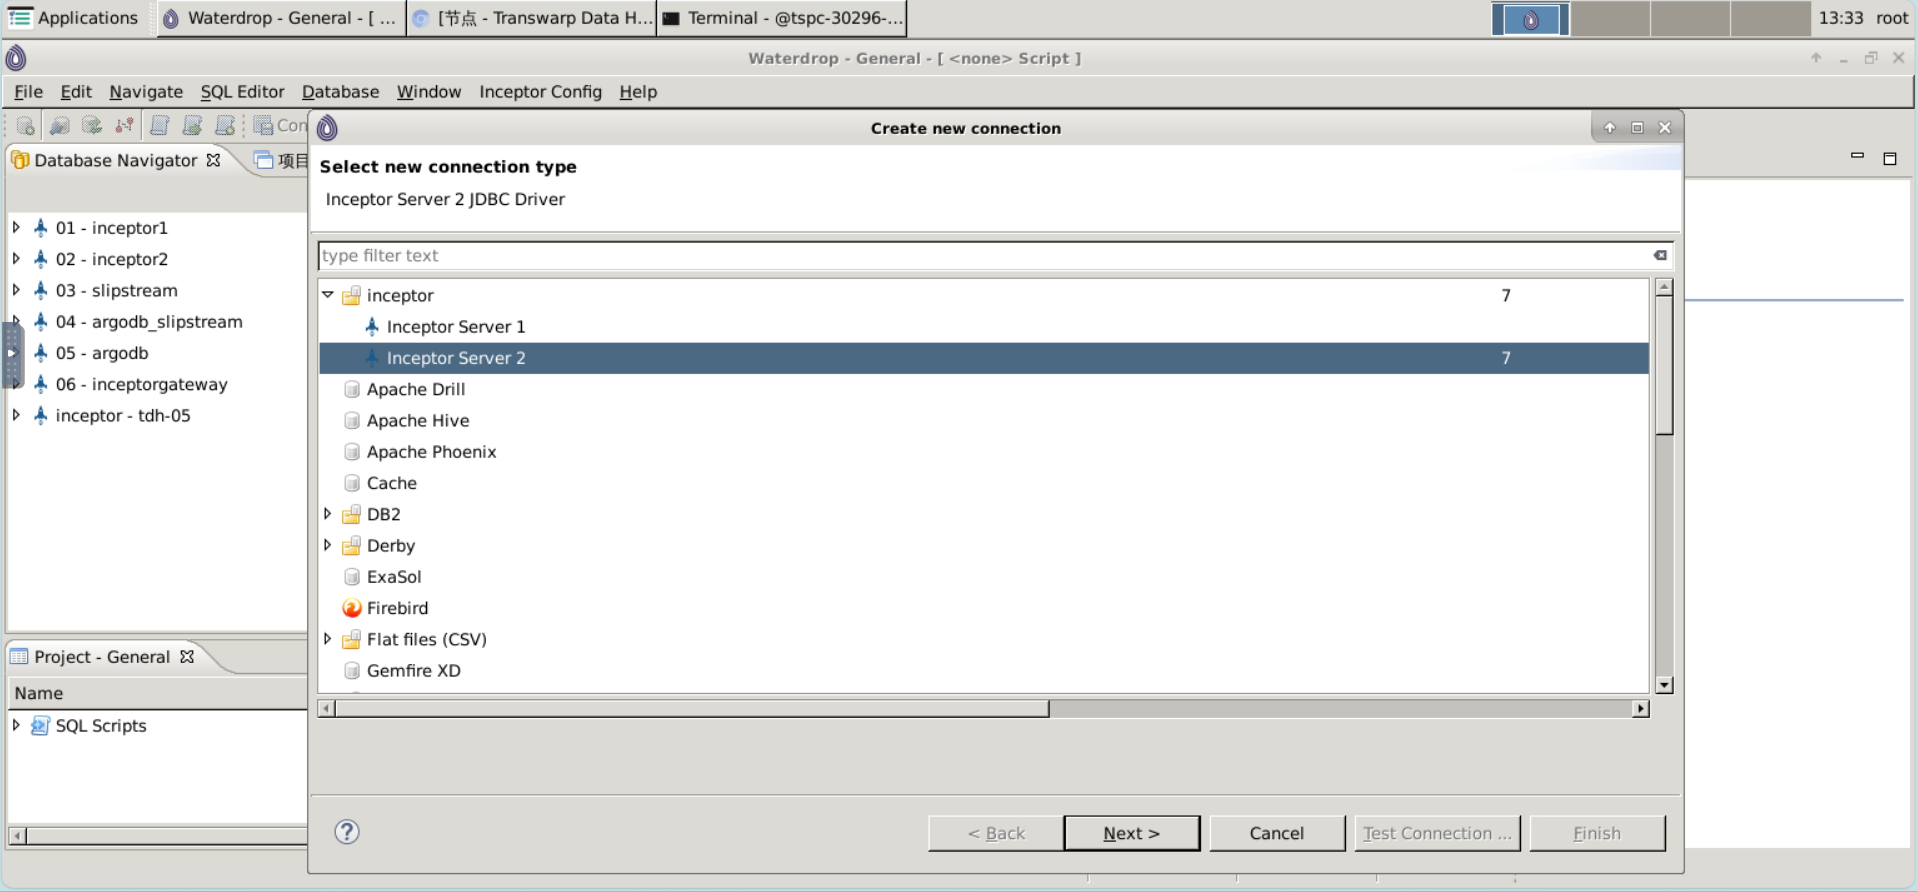 Applications
Waterdrop - General - [ ...
[节点 - Transwarp Data H...
Terminal - @tspc-30296-...
13:33 root
Waterdrop - General - [ <none> Script ]
File Edit Navigate SQL Editor Database Window Inceptor Config Help
Con
Database Navigator
项目
01 - inceptor1
02 - inceptor2
03 - slipstream
04 - argodb_slipstream
05 - argodb
06 - inceptorgateway
inceptor - tdh-05
Project - General
Name
SQL Scripts
Create new connection
Select new connection type
Inceptor Server 2 JDBC Driver
type filter text
inceptor 7
Inceptor Server 1
Inceptor Server 2 7
Apache Drill
Apache Hive
Apache Phoenix
Cache
DB2
Derby
ExaSol
Firebird
Flat files (CSV)
Gemfire XD
?
< Back Next > Cancel Test Connection ... Finish